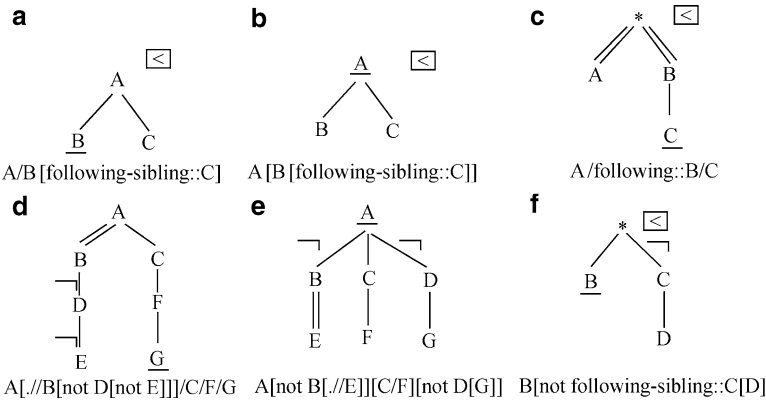 a
b
c
<
<
*
<
A
A
A
B
B
C
B
C
C
A/B[following-sibling::C]
A[B[following-sibling::C]]
A/following::B/C
d
e
f
A
A
*
<
B
C
B
C
D
B
C
D
F
E
G
E
F
G
D
A[.//B[not D[not E]]]/C/F/G
A[not B[.//E]][C/F][not D[G]]
B[not following-sibling::C[D]